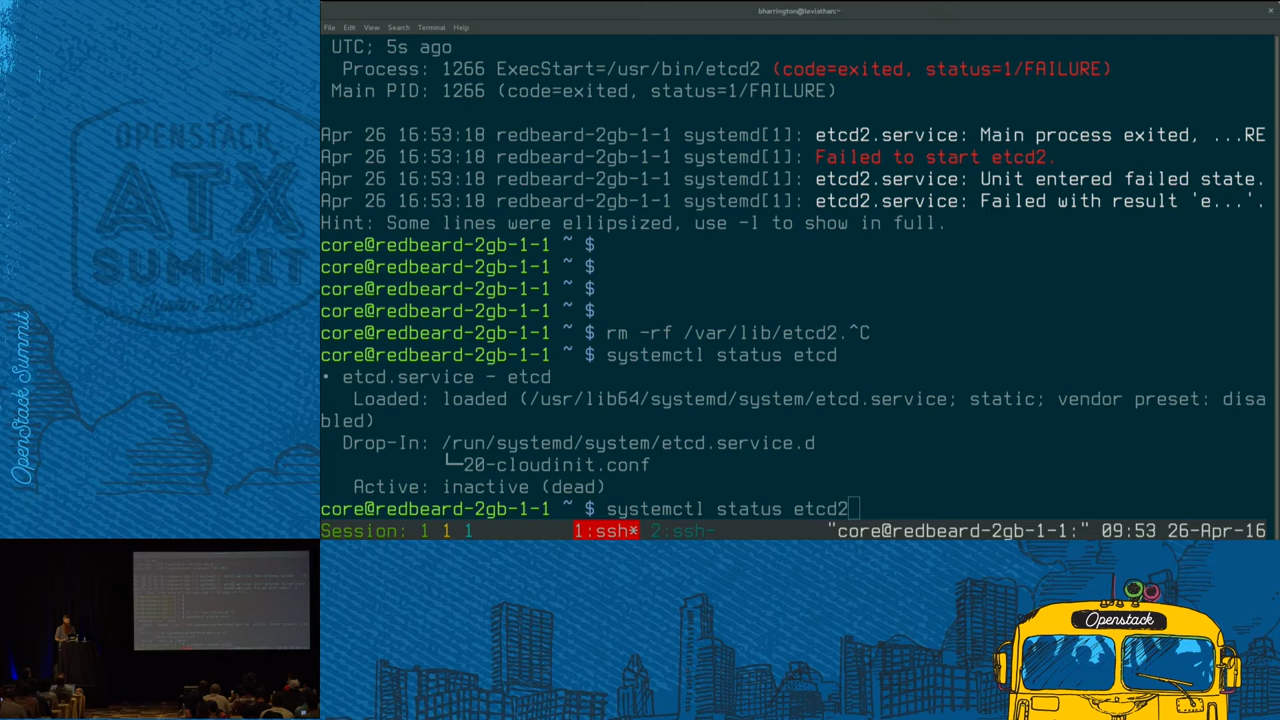 bharrington@leviathan:~
File Edit View Search Terminal Help
UTC; 5s ago
Process: 1266 ExecStart=/usr/bin/etcd2 (code=exited, status=1/FAILURE)
Main PID: 1266 (code=exited, status=1/FAILURE)
Apr 26 16:53:18 redbeard-2gb-1-1 systemd[1]: etcd2.service: Main process exited, ...RE
Apr 26 16:53:18 redbeard-2gb-1-1 systemd[1]: Failed to start etcd2.
Apr 26 16:53:18 redbeard-2gb-1-1 systemd[1]: etcd2.service: Unit entered failed state.
Apr 26 16:53:18 redbeard-2gb-1-1 systemd[1]: etcd2.service: Failed with result 'e...'.
Hint: Some lines were ellipsized, use -l to show in full.
core@redbeard-2gb-1-1 ~ $
core@redbeard-2gb-1-1 ~ $
core@redbeard-2gb-1-1 ~ $
core@redbeard-2gb-1-1 ~ $
core@redbeard-2gb-1-1 ~ $ rm -rf /var/lib/etcd2.^C
core@redbeard-2gb-1-1 ~ $ systemctl status etcd
• etcd.service - etcd
Loaded: loaded (/usr/lib64/systemd/system/etcd.service; static; vendor preset: disa
bled)
Drop-In: /run/systemd/system/etcd.service.d
└─20-cloudinit.conf
Active: inactive (dead)
core@redbeard-2gb-1-1 ~ $ systemctl status etcd2
Session: 1 1 1 1:ssh* 2:ssh- "core@redbeard-2gb-1-1:" 09:53 26-Apr-16
OPENSTACK
ATX
SUMMIT
OpenStack Summit
Openstack